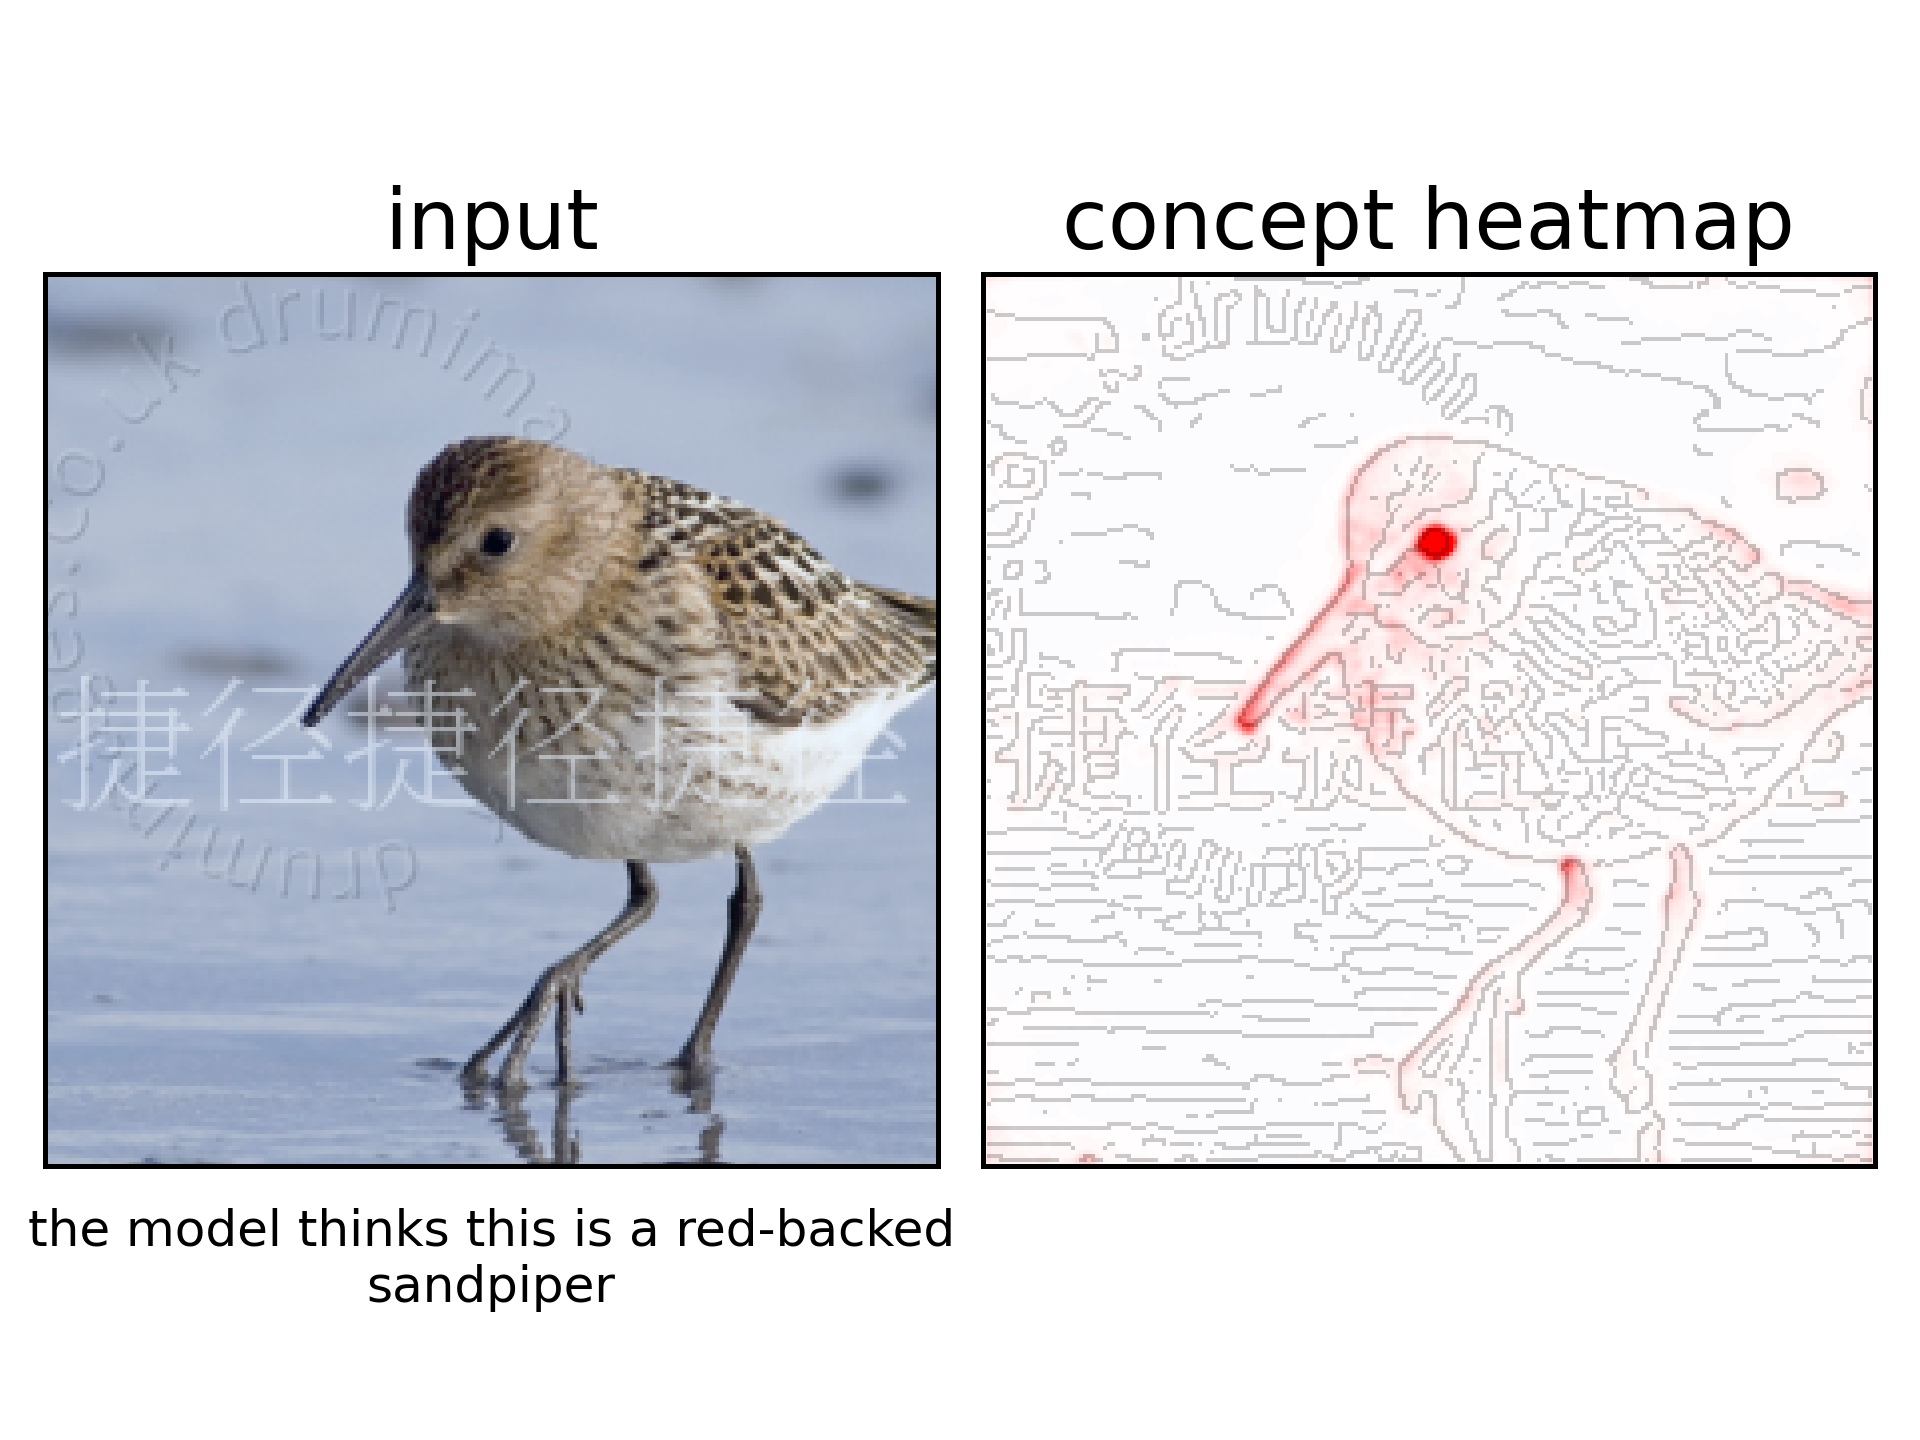 input
concept heatmap
.co.uk drumima
捷径捷径捷径
the model thinks this is a red-backed
sandpiper